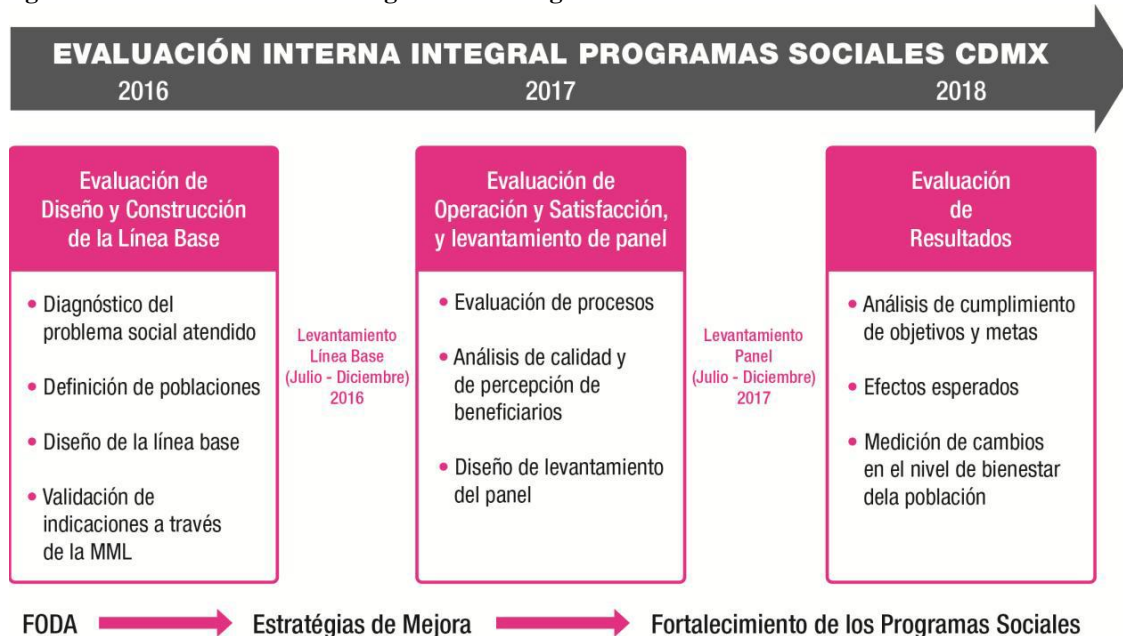 EVALUACIÓN INTERNA INTEGRAL PROGRAMAS SOCIALES CDMX
2016 2017 2018
Evaluación de
Diseño y Construcción
de la Línea Base
• Diagnóstico del
problema social atendido
• Definición de poblaciones
• Diseño de la línea base
• Validación de
indicaciones a través
de la MML
Levantamiento
Línea Base
(Julio - Diciembre)
2016
Evaluación de
Operación y Satisfacción,
y levantamiento de panel
• Evaluación de procesos
• Análisis de calidad y
de percepción de
beneficiarios
• Diseño de levantamiento
del panel
Levantamiento
Panel
(Julio - Diciembre)
2017
Evaluación
de
Resultados
• Análisis de cumplimiento
de objetivos y metas
• Efectos esperados
• Medición de cambios
en el nivel de bienestar
dela población
FODA Estratégias de Mejora Fortalecimiento de los Programas Sociales